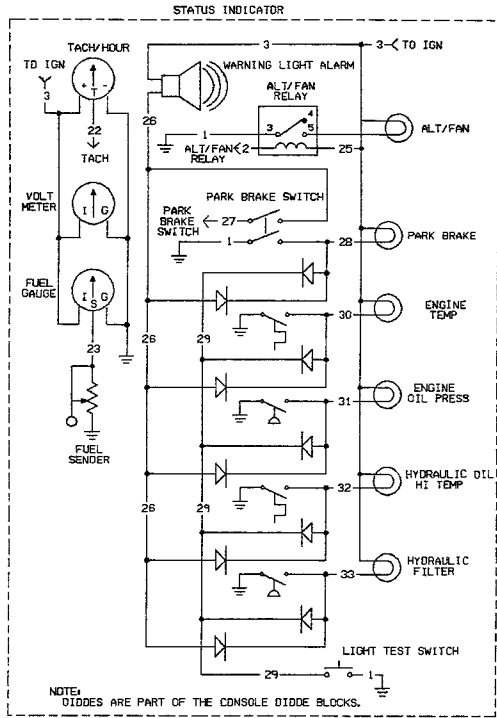 STATUS INDICATOR
TACH/HOUR
TO IGN
3
+ T -
22
TACH
VOLT
METER
I G
FUEL
GAUGE
I S G
23
FUEL
SENDER
3
3
TO IGN
WARNING LIGHT ALARM
26
ALT/FAN
RELAY
4
1
3
5
ALT/FAN
RELAY
2
25
ALT/FAN
PARK BRAKE SWITCH
PARK
BRAKE
SWITCH
27
1
28
PARK BRAKE
26
29
30
ENGINE
TEMP
31
ENGINE
OIL PRESS
26
29
32
HYDRAULIC OIL
HI TEMP
33
HYDRAULIC
FILTER
LIGHT TEST SWITCH
29
1
NOTE:
DIODES ARE PART OF THE CONSOLE DIODE BLOCKS.